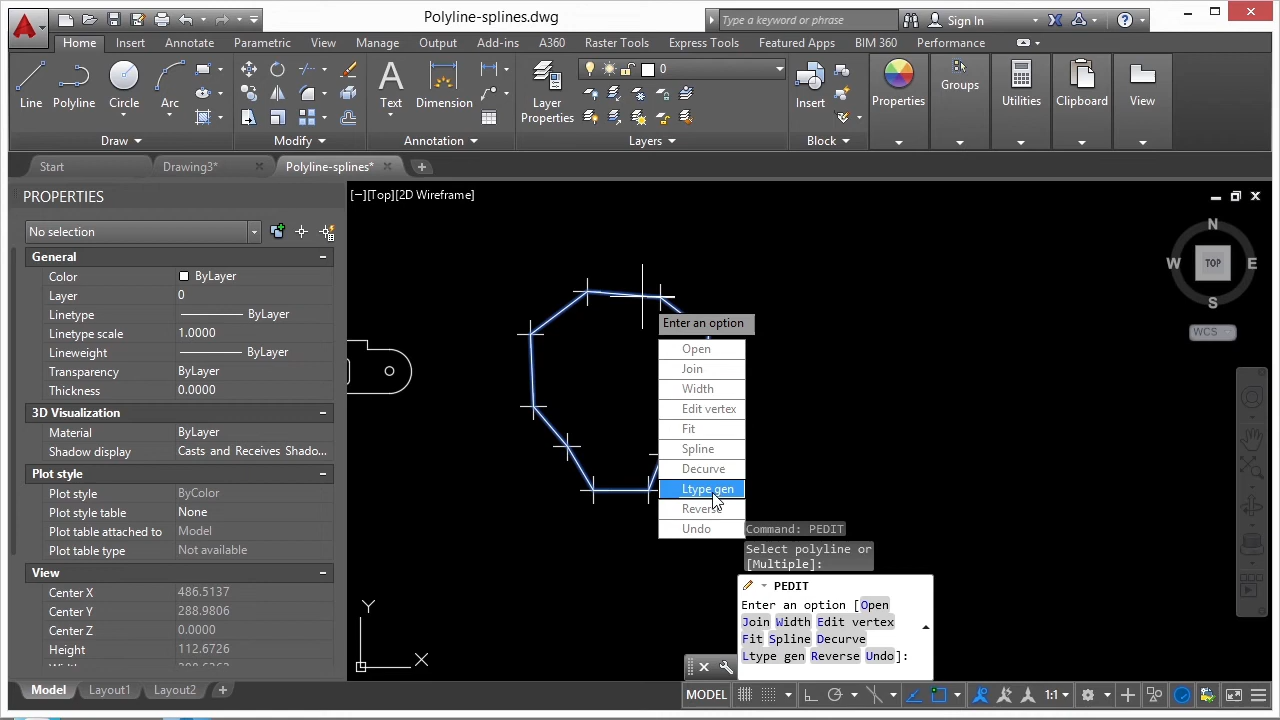 Polyline-splines.dwg
Type a keyword or phrase
Sign In
Home Insert Annotate Parametric View Manage Output Add-ins A360 Raster Tools Express Tools Featured Apps BIM 360 Performance
Line Polyline Circle Arc Text Dimension Layer Properties 0 Insert Properties Groups Utilities Clipboard View
Draw Modify Annotation Layers Block
Start Drawing3* Polyline-splines*
PROPERTIES
[−][Top][2D Wireframe]
No selection
General
Color ByLayer
Layer 0
Linetype ByLayer
Linetype scale 1.0000
Lineweight ByLayer
Transparency ByLayer
Thickness 0.0000
3D Visualization
Material ByLayer
Shadow display Casts and Receives Shado...
Plot style
Plot style ByColor
Plot style table None
Plot table attached to Model
Plot table type Not available
View
Center X 486.5137
Center Y 288.9806
Center Z 0.0000
Height 112.6726
N
W TOP E
S
WCS
Enter an option
Open
Join
Width
Edit vertex
Fit
Spline
Decurve
Ltype gen
Reverse
Undo
Command: PEDIT
Select polyline or
[Multiple]:
PEDIT
Enter an option [Open
Join Width Edit vertex
Fit Spline Decurve
Ltype gen Reverse Undo]:
Y
X
Model Layout1 Layout2
MODEL 1:1